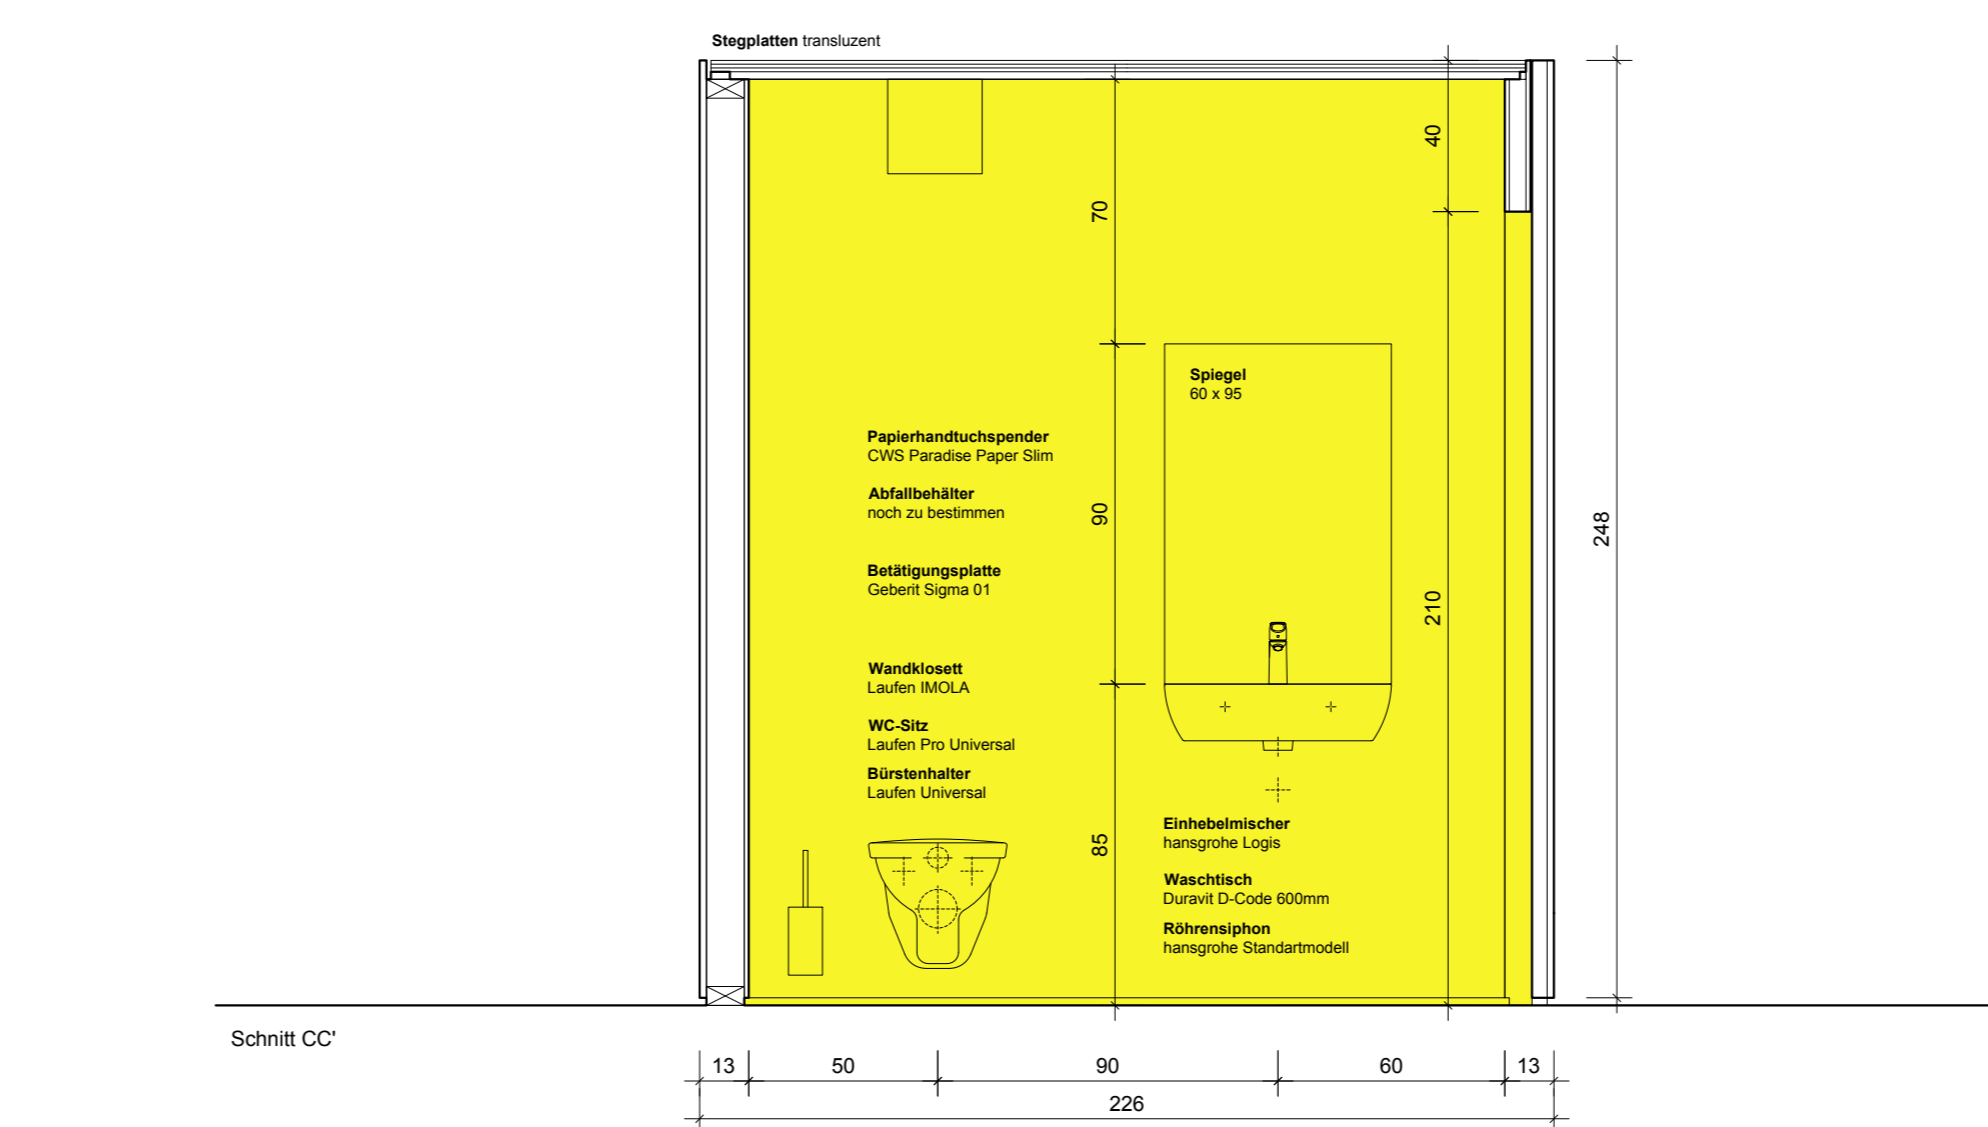 Stegplatten transluzent
40
70
Spiegel
60 x 95
Papierhandtuchspender
CWS Paradise Paper Slim
Abfallbehälter
noch zu bestimmen
90
248
Betätigungsplatte
Geberit Sigma 01
210
Wandklosett
Laufen IMOLA
WC-Sitz
Laufen Pro Universal
Bürstenhalter
Laufen Universal
85
Einhebelmischer
hansgrohe Logis
Waschtisch
Duravit D-Code 600mm
Röhrensiphon
hansgrohe Standartmodell
Schnitt CC'
13 50 90 60 13
226